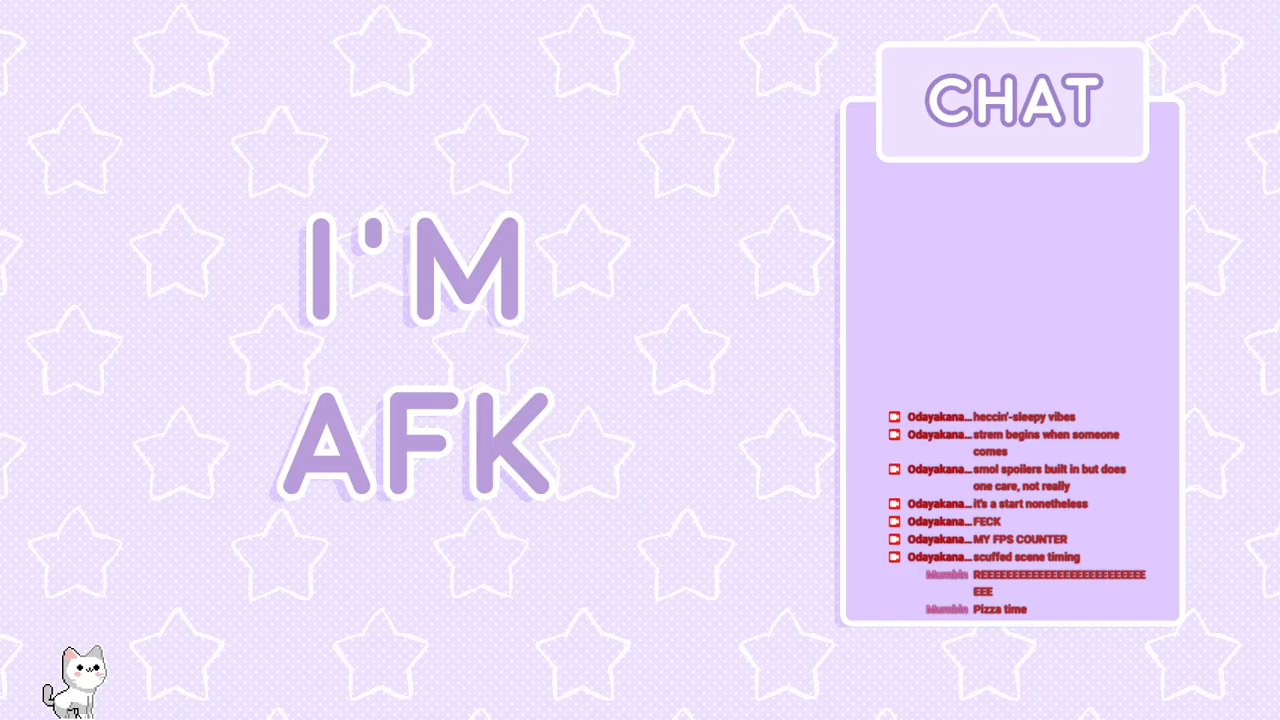 CHAT
I'M
AFK
Odayakana... heccin'-sleepy vibes
Odayakana... strem begins when someone
comes
Odayakana... smol spoilers built in but does
one care, not really
Odayakana... it's a start nonetheless
Odayakana... FECK
Odayakana... MY FPS COUNTER
Odayakana... scuffed scene timing
Mumbin REEEEEEEEEEEEEEEEEEEEEEEEEEE
EEE
Mumbin Pizza time